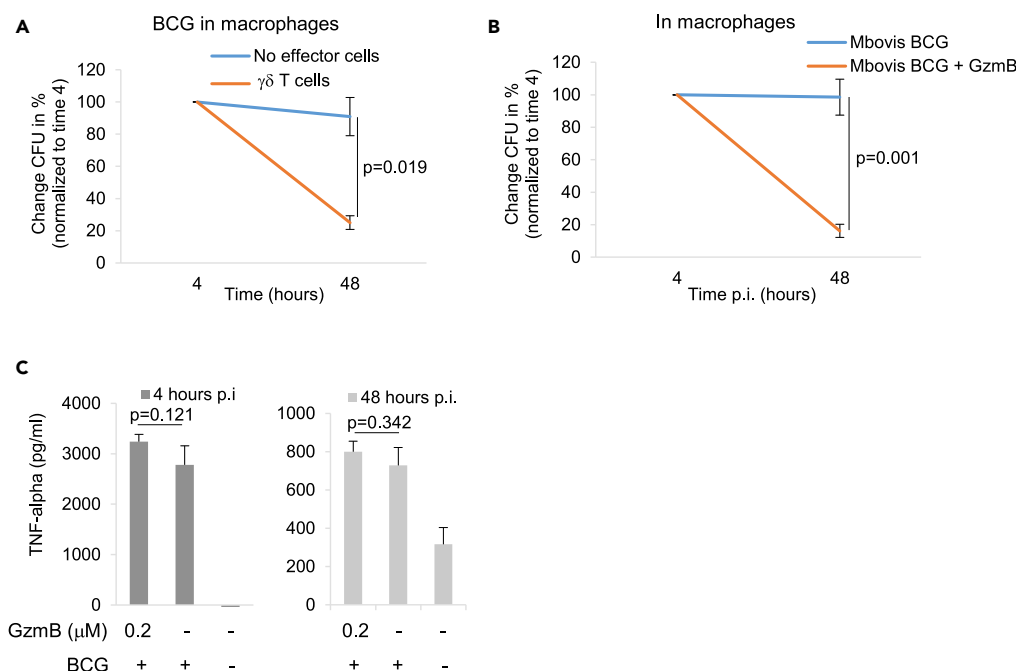 A
BCG in macrophages
No effector cells
γδ T cells
Change CFU in %
(normalized to time 4)
120
100
80
60
40
20
0
p=0.019
4
48
Time (hours)
B
In macrophages
Mbovis BCG
Mbovis BCG + GzmB
Change CFU in %
(normalized to time 4)
120
100
80
60
40
20
0
p=0.001
4
48
Time p.i. (hours)
C
4 hours p.i
p=0.121
TNF-alpha (pg/ml)
4000
3000
2000
1000
0
48 hours p.i.
p=0.342
1000
800
600
400
200
0
GzmB (μM) 0.2 - - 0.2 - -
BCG + + - + + -